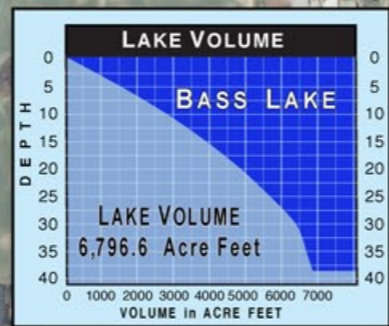 LAKE VOLUME
0 0
5 5
10 10
15 15
20 20
25 25
30 30
35 35
40 40
DEPTH
BASS LAKE
LAKE VOLUME
6,796.6 Acre Feet
0 1000 2000 3000 4000 5000 6000 7000
VOLUME in ACRE FEET